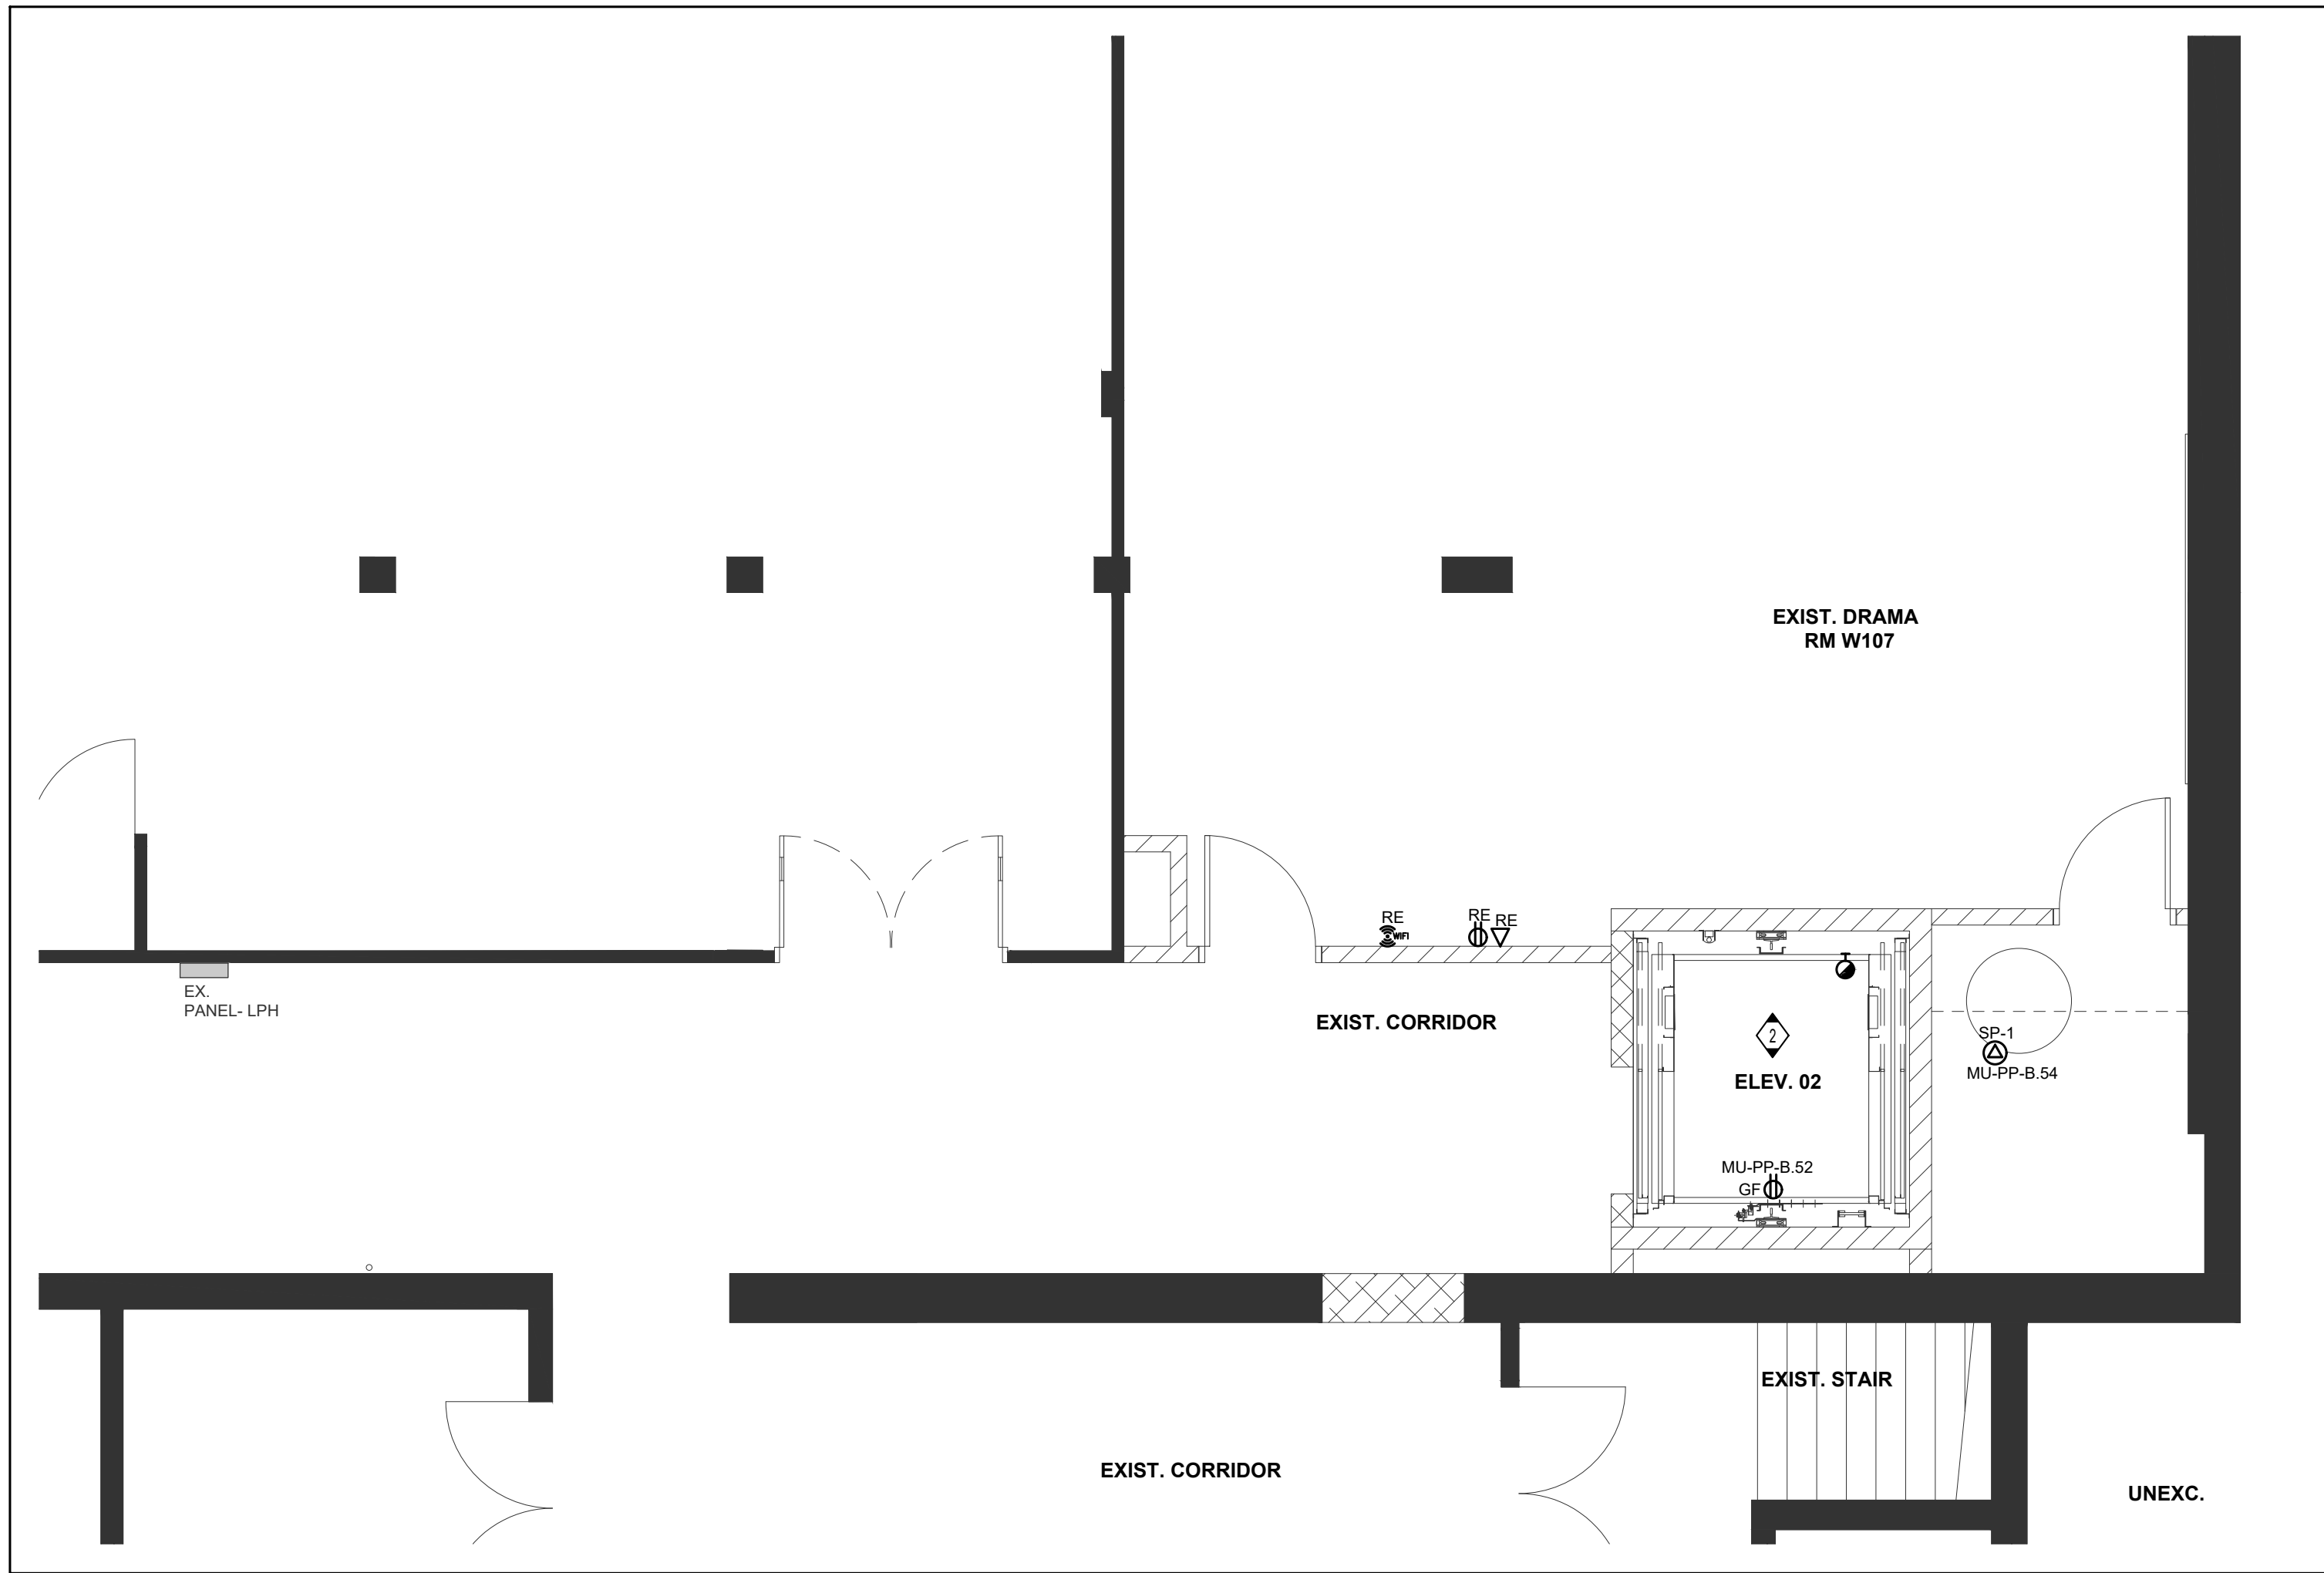 EXIST. DRAMA
RM W107
RE
RE
RE
WIFI
EX.
PANEL- LPH
EXIST. CORRIDOR
2
ELEV. 02
SP-1
MU-PP-B.54
MU-PP-B.52
GF
EXIST. STAIR
EXIST. CORRIDOR
UNEXC.